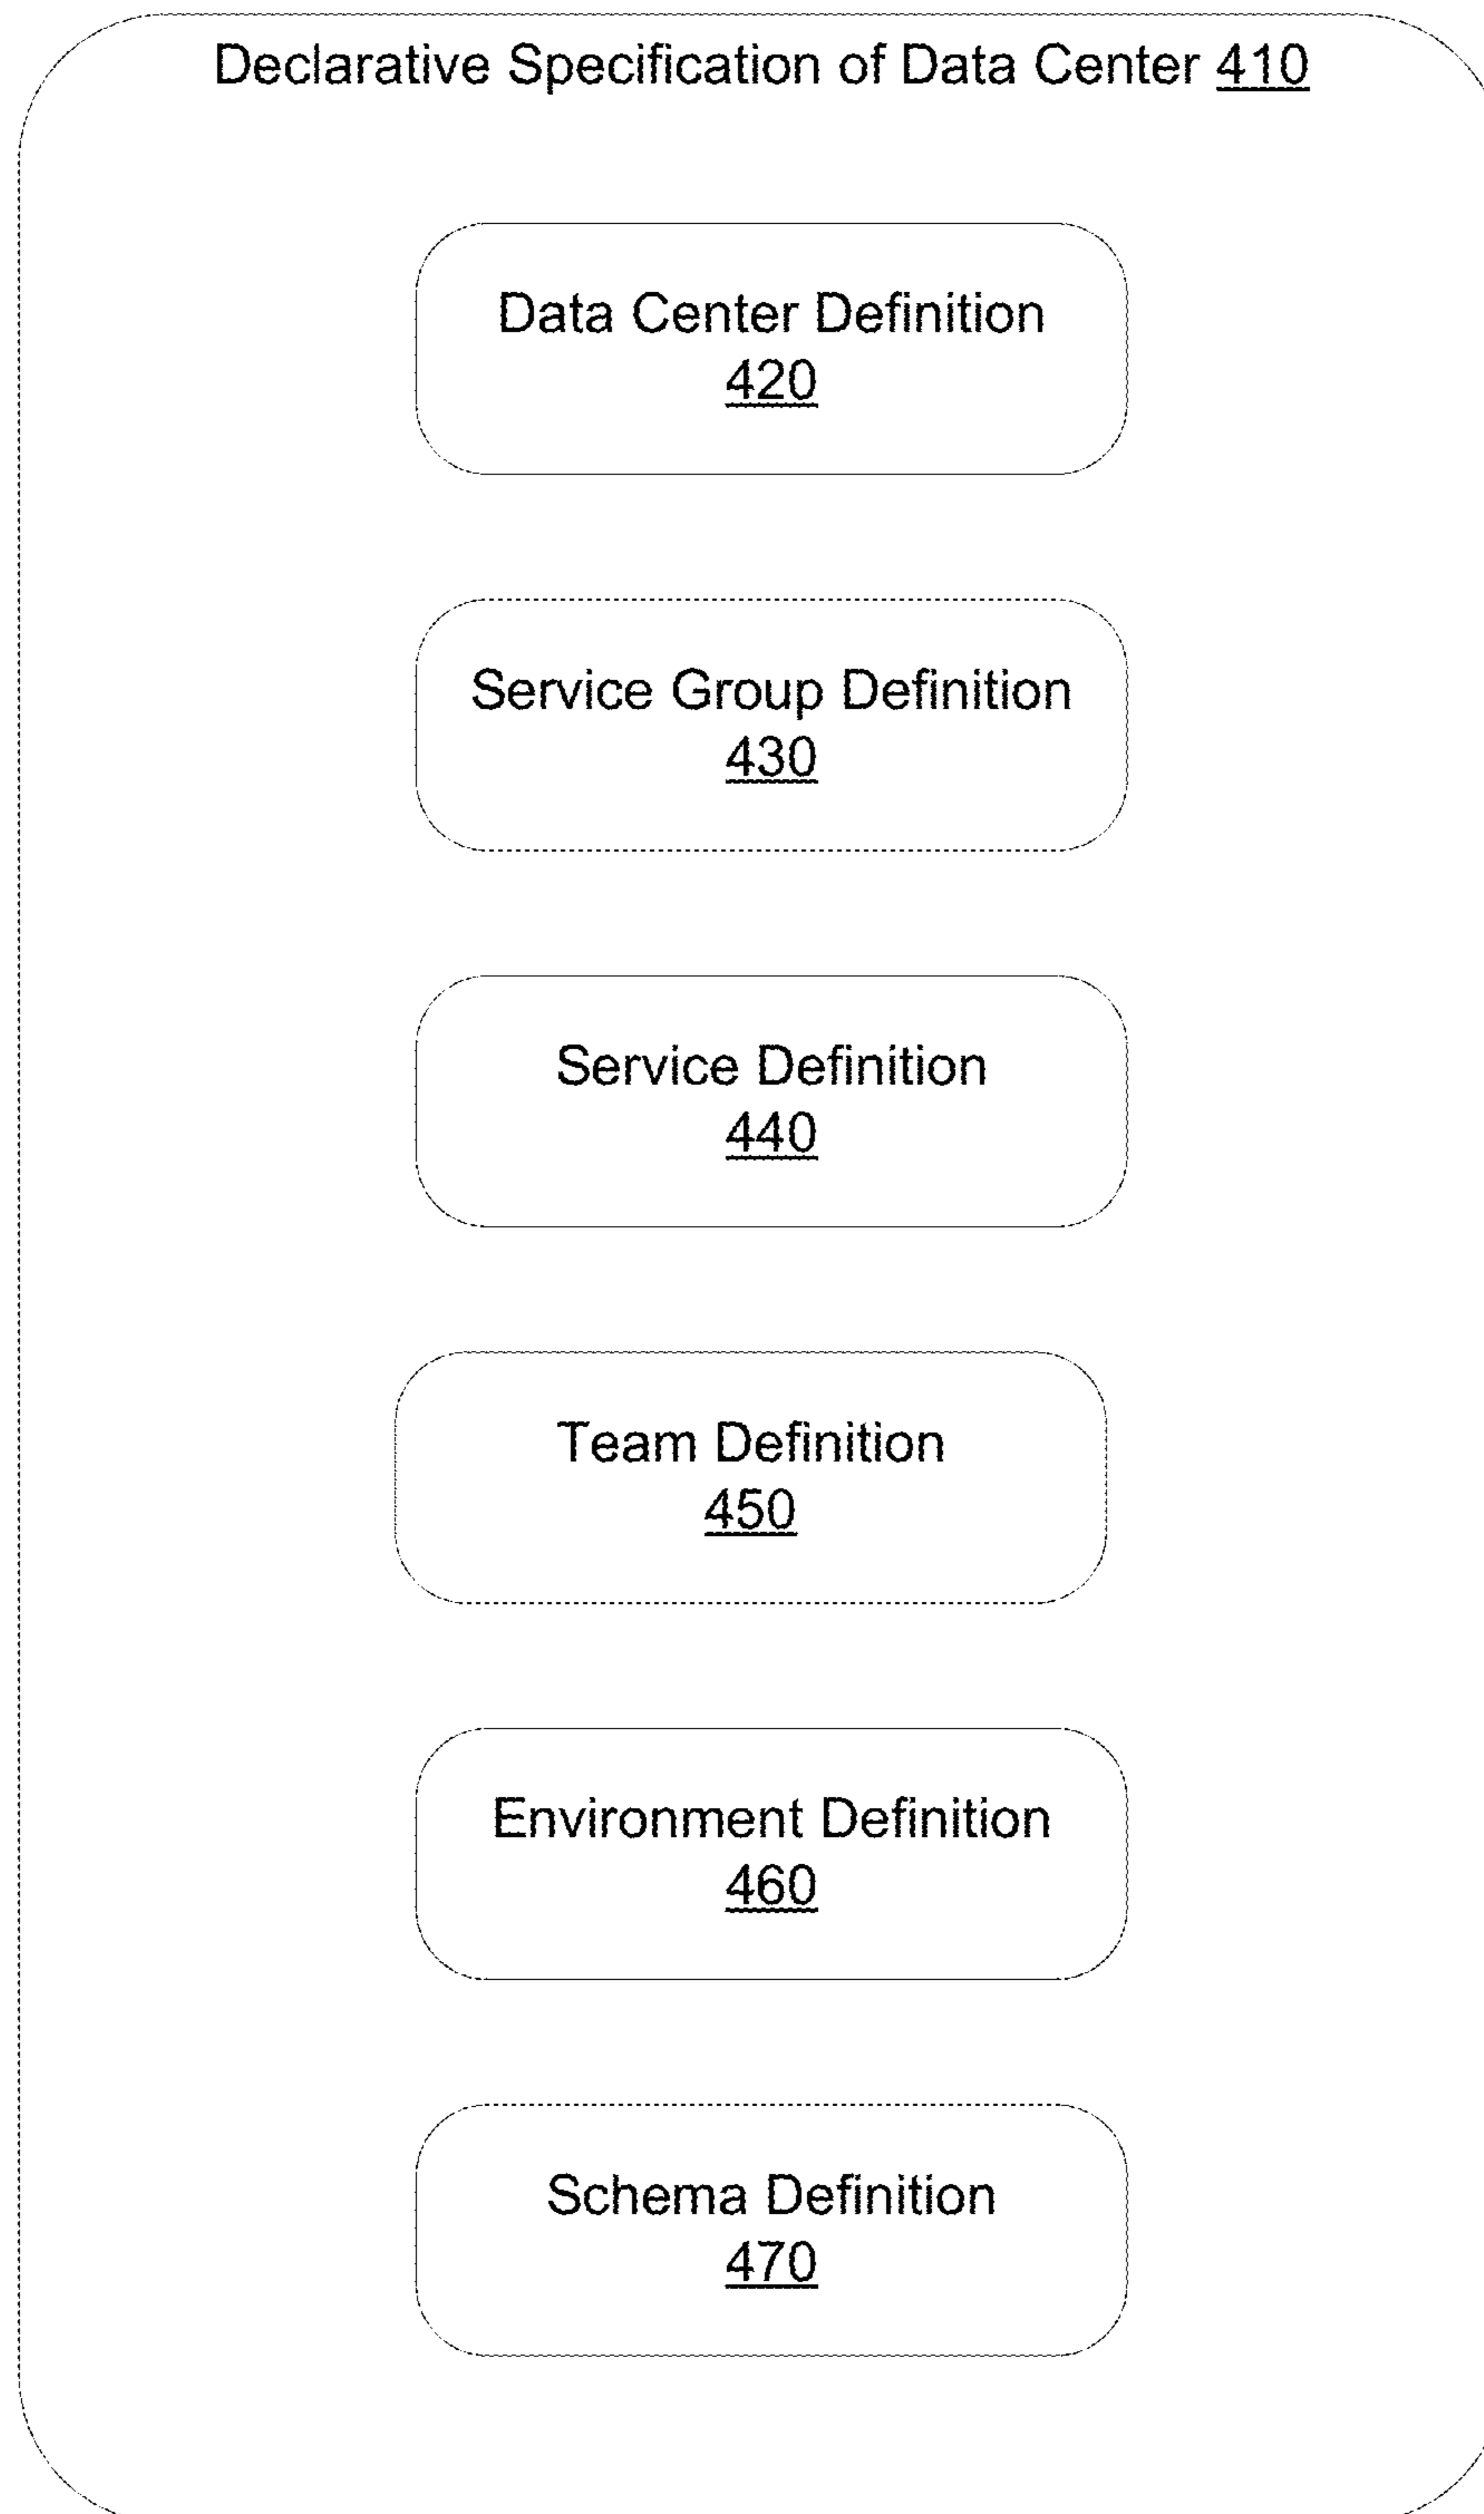 Declarative Specification of Data Center 410
Data Center Definition
420
Service Group Definition
430
Service Definition
440
Team Definition
450
Environment Definition
460
Schema Definition
470